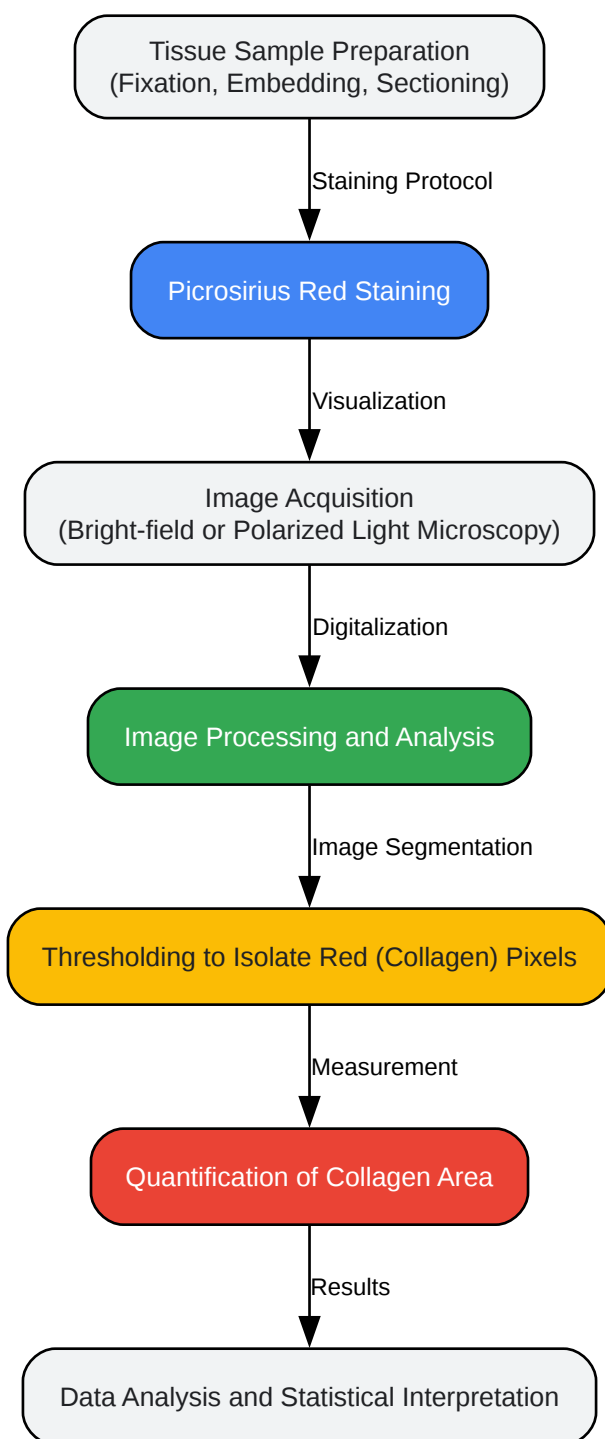 Tissue Sample Preparation
(Fixation, Embedding, Sectioning)
Staining Protocol
Picrosirius Red Staining
Visualization
Image Acquisition
(Bright-field or Polarized Light Microscopy)
Digitalization
Image Processing and Analysis
Image Segmentation
Thresholding to Isolate Red (Collagen) Pixels
Measurement
Quantification of Collagen Area
Results
Data Analysis and Statistical Interpretation